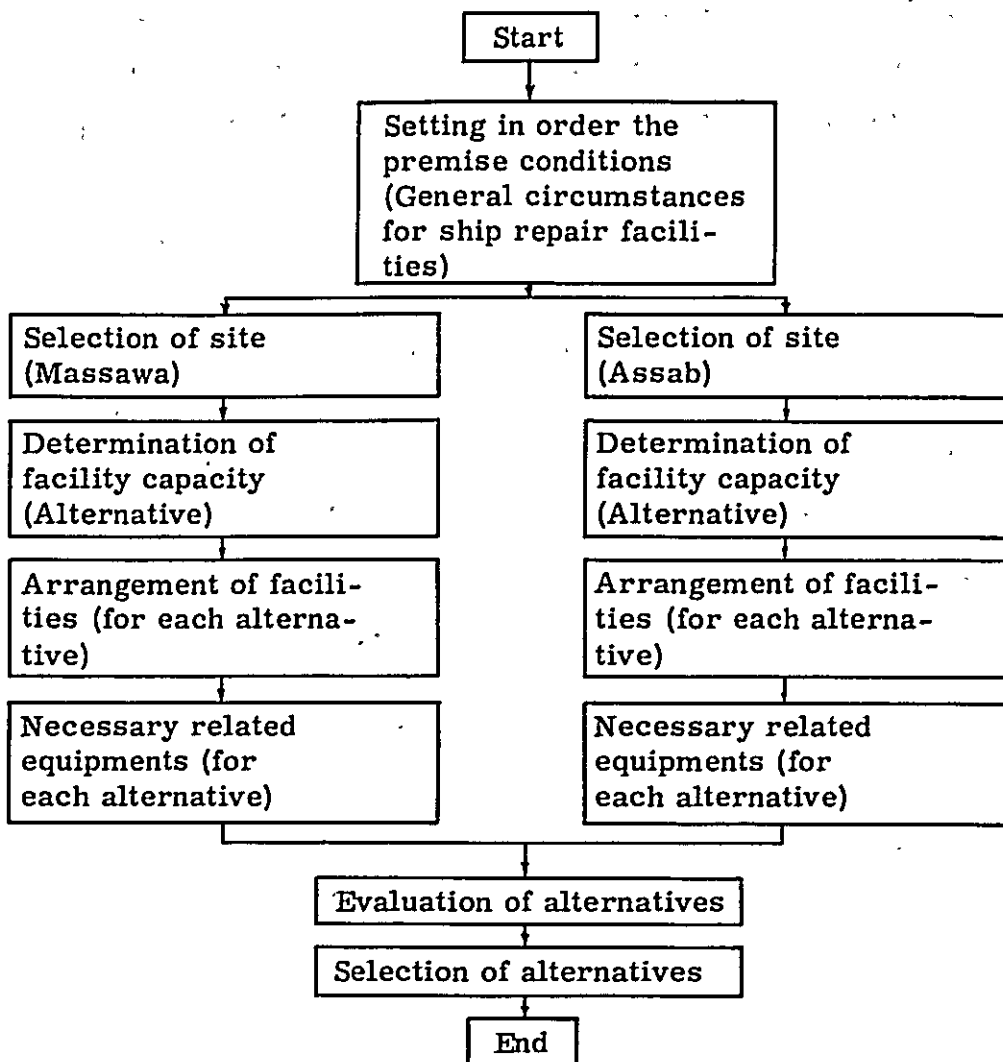 Start
Setting in order the
premise conditions
(General circumstances
for ship repair facili-
ties)
Selection of site
(Massawa)
Determination of
facility capacity
(Alternative)
Arrangement of facili-
ties (for each alterna-
tive)
Necessary related
equipments (for
each alternative)
Selection of site
(Assab)
Determination of
facility capacity
(Alternative)
Arrangement of facili-
ties (for each alterna-
tive)
Necessary related
equipments (for
each alternative)
Evaluation of alternatives
Selection of alternatives
End